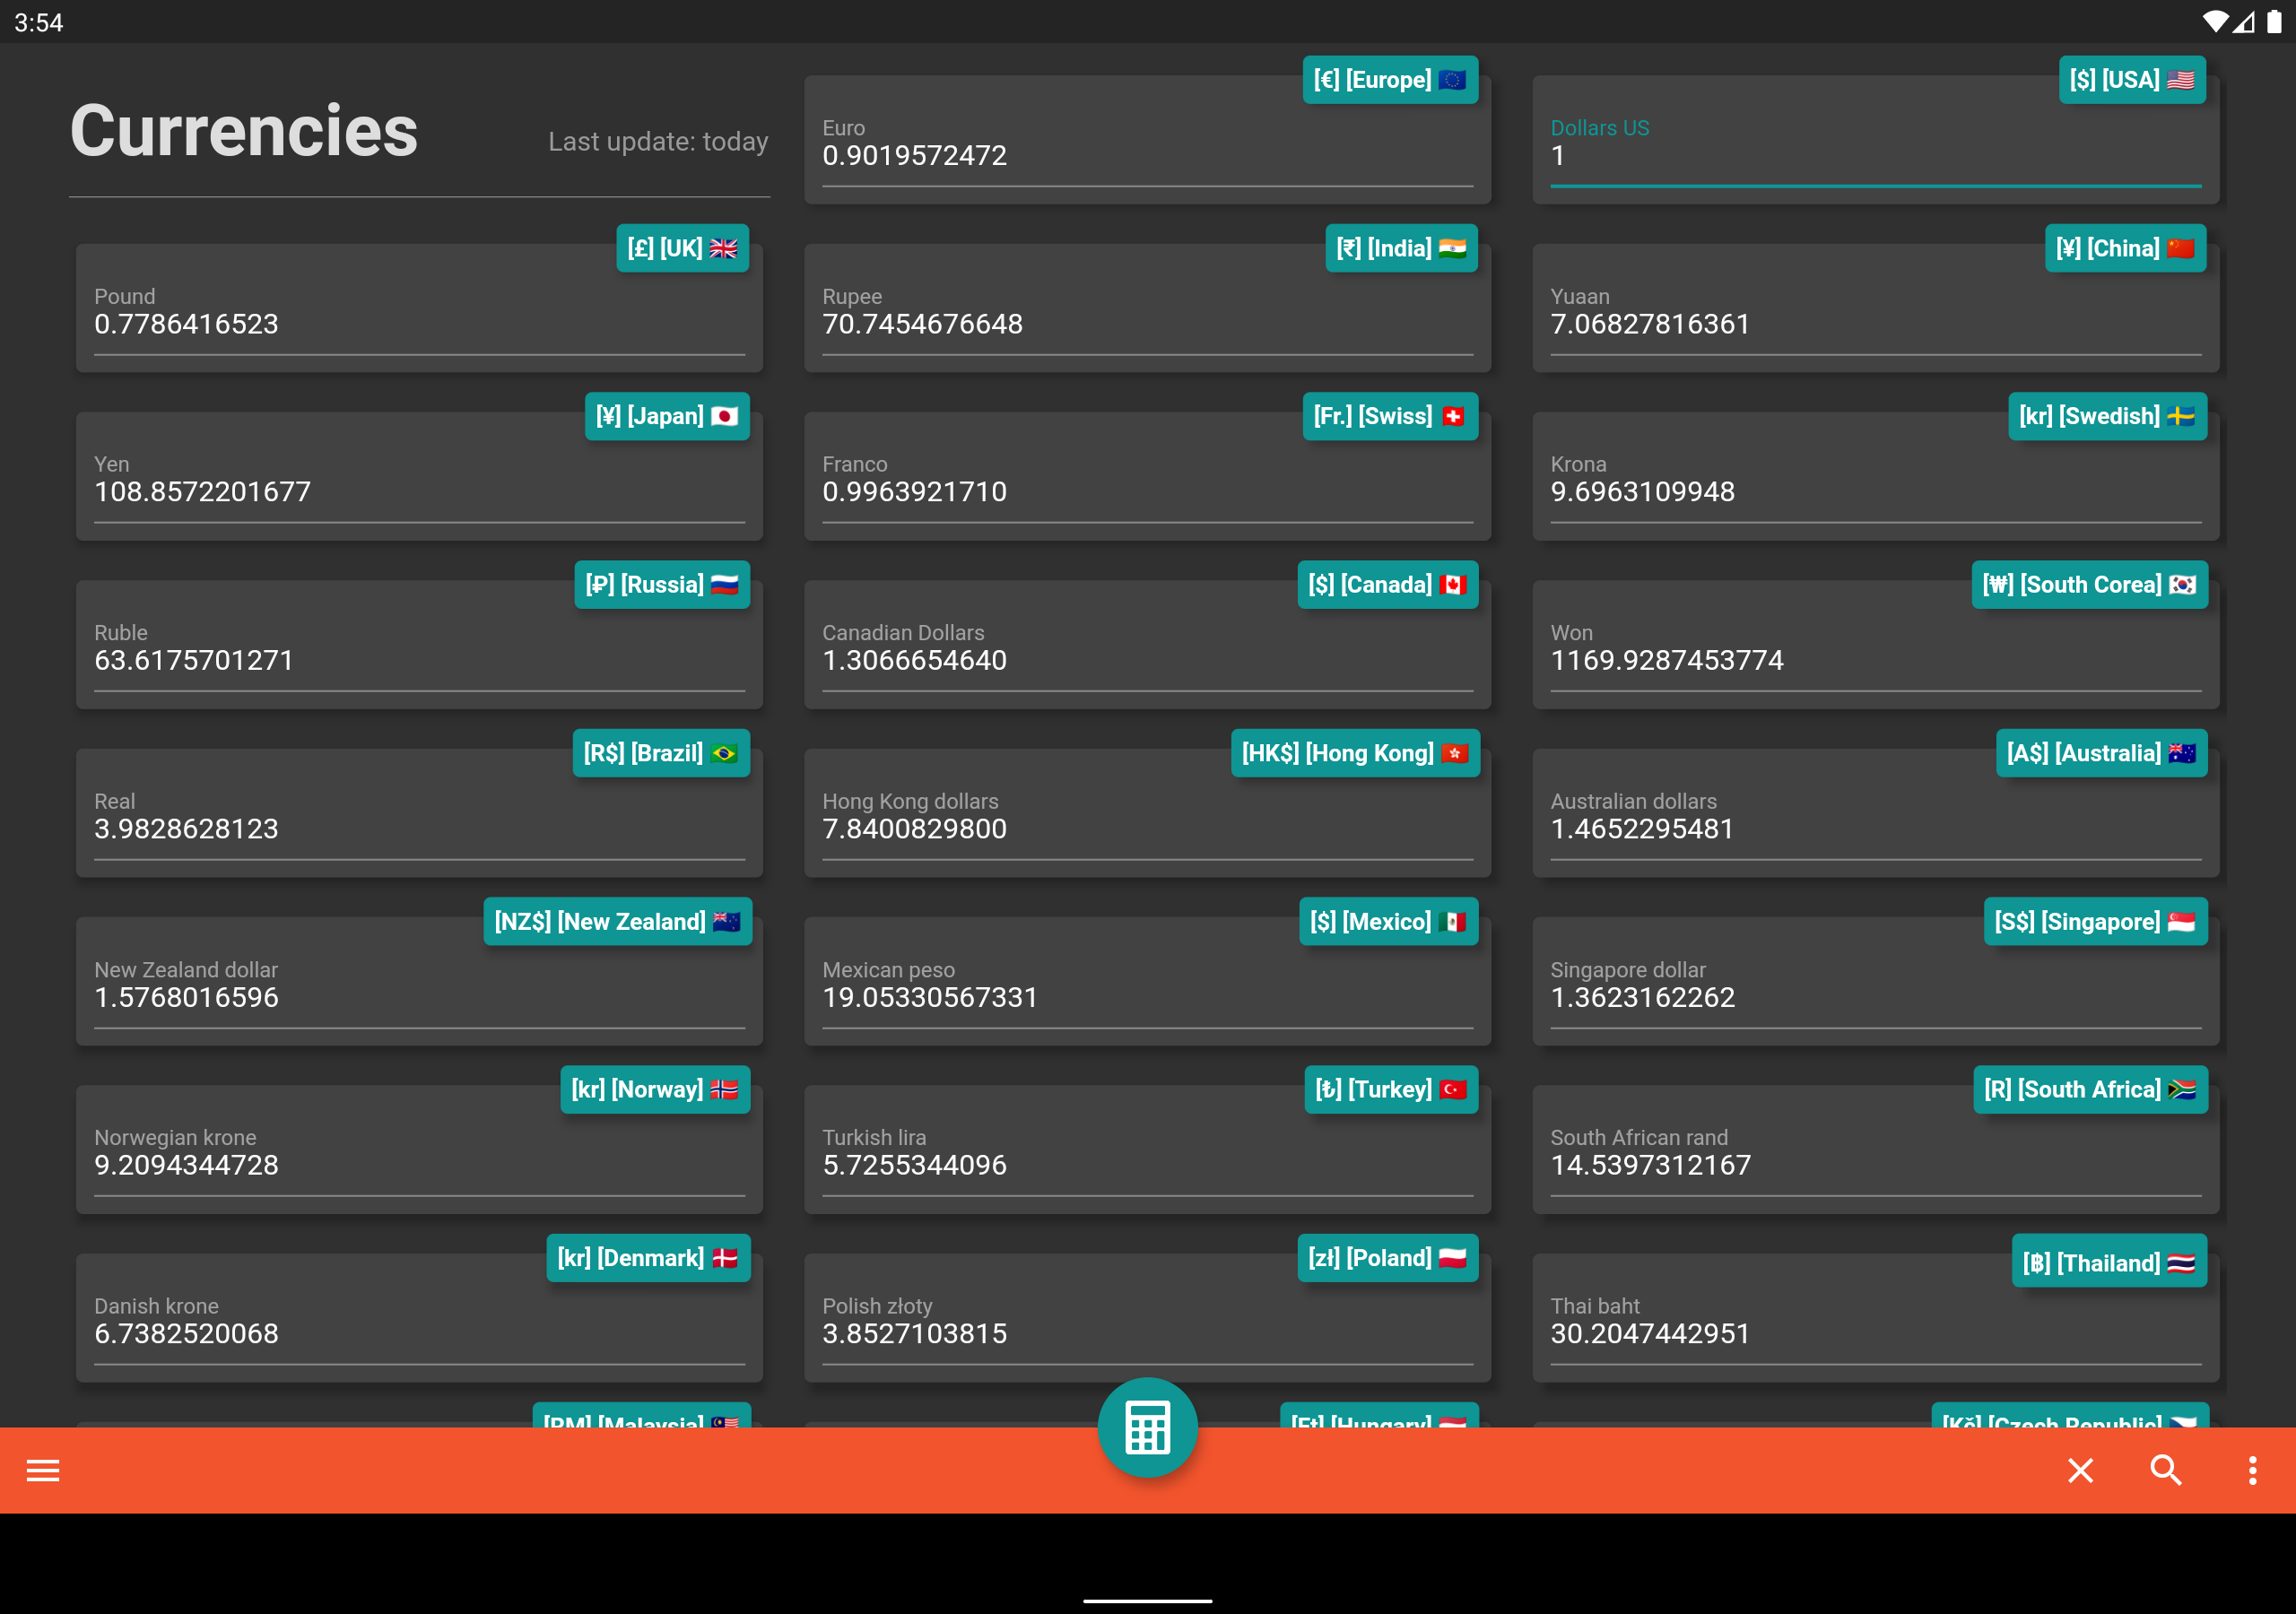 3:54
Currencies
Last update: today
[€] [Europe]
Euro
0.9019572472
[$] [USA]
Dollars US
1
[£] [UK]
Pound
0.7786416523
[₹] [India]
Rupee
70.7454676648
[¥] [China]
Yuaan
7.06827816361
[¥] [Japan]
Yen
108.8572201677
[Fr.] [Swiss]
Franco
0.9963921710
[kr] [Swedish]
Krona
9.6963109948
[₽] [Russia]
Ruble
63.6175701271
[$] [Canada]
Canadian Dollars
1.3066654640
[₩] [South Corea]
Won
1169.9287453774
[R$] [Brazil]
Real
3.9828628123
[HK$] [Hong Kong]
Hong Kong dollars
7.8400829800
[A$] [Australia]
Australian dollars
1.4652295481
[NZ$] [New Zealand]
New Zealand dollar
1.5768016596
[$] [Mexico]
Mexican peso
19.05330567331
[S$] [Singapore]
Singapore dollar
1.3623162262
[kr] [Norway]
Norwegian krone
9.2094344728
[₺] [Turkey]
Turkish lira
5.7255344096
[R] [South Africa]
South African rand
14.5397312167
[kr] [Denmark]
Danish krone
6.7382520068
[zł] [Poland]
Polish złoty
3.8527103815
[฿] [Thailand]
Thai baht
30.2047442951
[RM] [Malaysia]
[Ft] [Hungary]
[Kč] [Czech Republic]